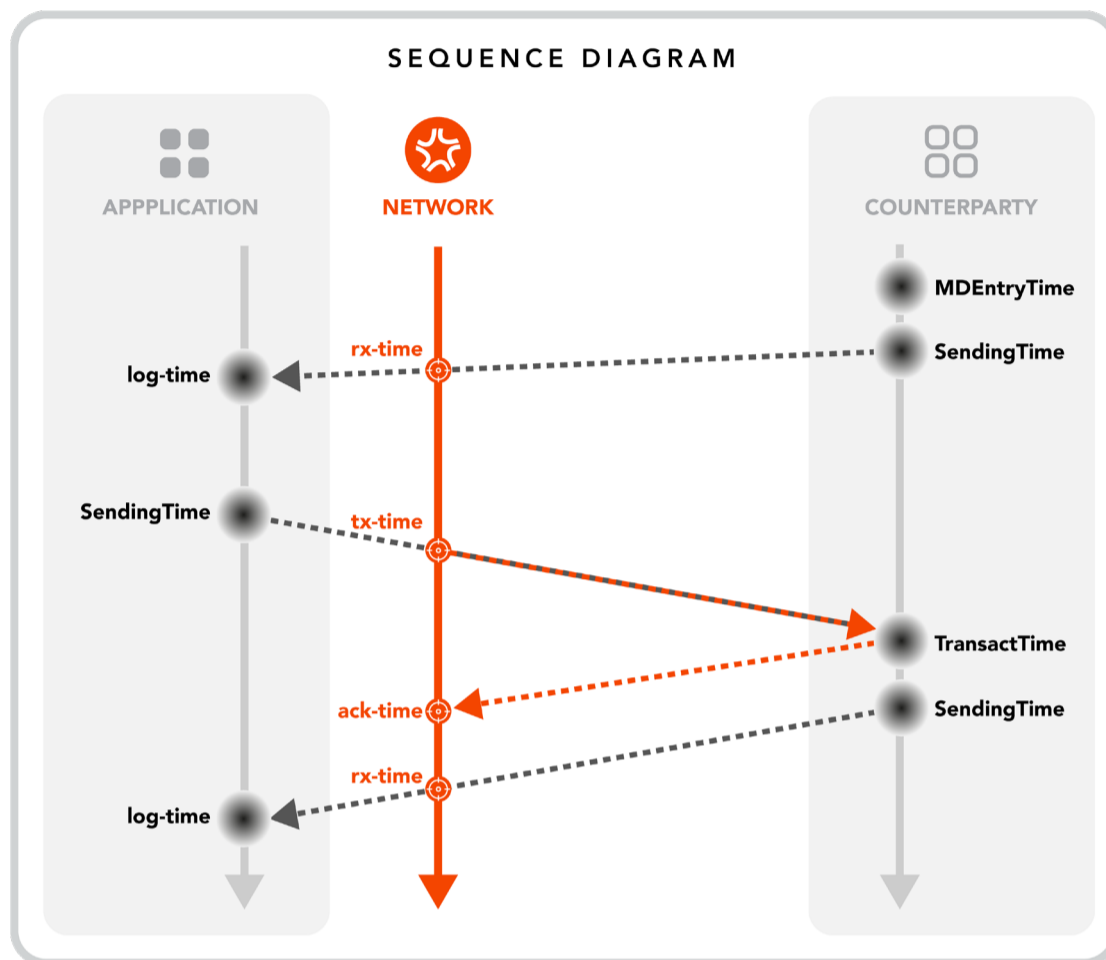 SEQUENCE DIAGRAM
APPPLICATION
NETWORK
COUNTERPARTY
MDEntryTime
rx-time
SendingTime
log-time
SendingTime
tx-time
TransactTime
ack-time
SendingTime
rx-time
log-time